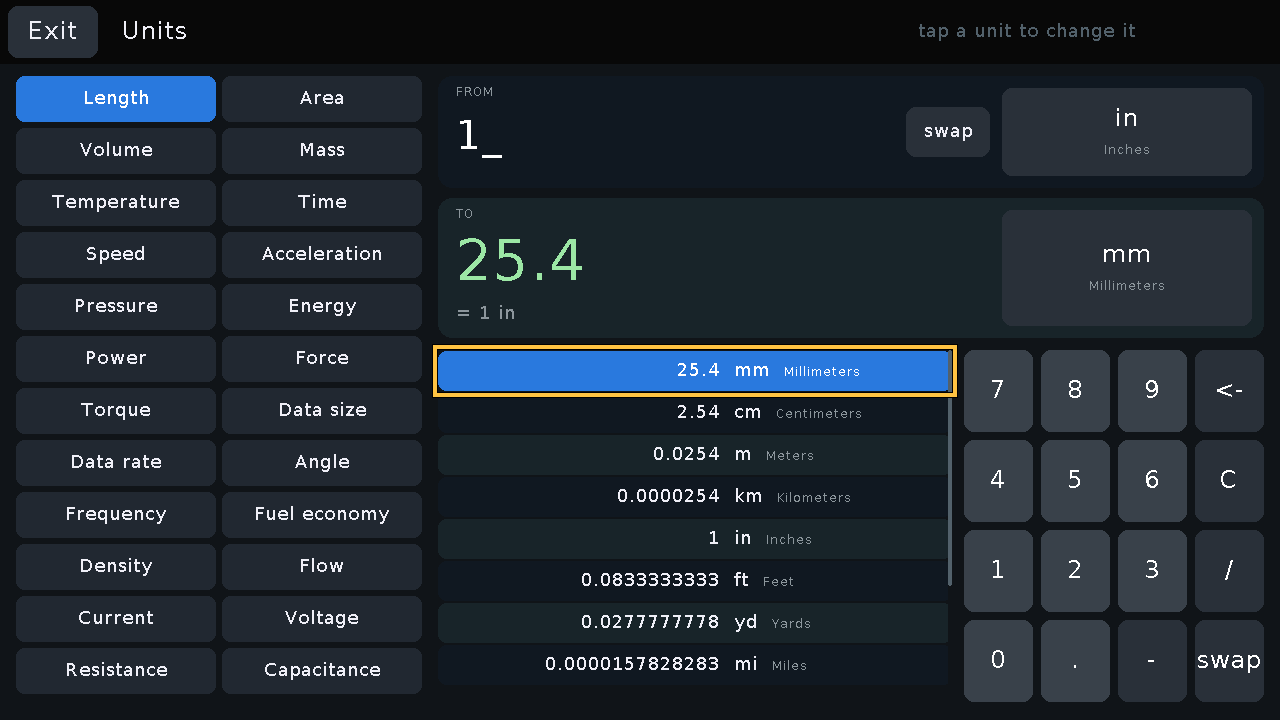 Exit Units tap a unit to change it
Length Area
Volume Mass
Temperature Time
Speed Acceleration
Pressure Energy
Power Force
Torque Data size
Data rate Angle
Frequency Fuel economy
Density Flow
Current Voltage
Resistance Capacitance
FROM
1_ swap in
Inches
TO
25.4 mm
Millimeters
= 1 in
25.4 mm Millimeters
2.54 cm Centimeters
0.0254 m Meters
0.0000254 km Kilometers
1 in Inches
0.0833333333 ft Feet
0.0277777778 yd Yards
0.0000157828283 mi Miles
7 8 9 <-
4 5 6 C
1 2 3 /
0 . - swap